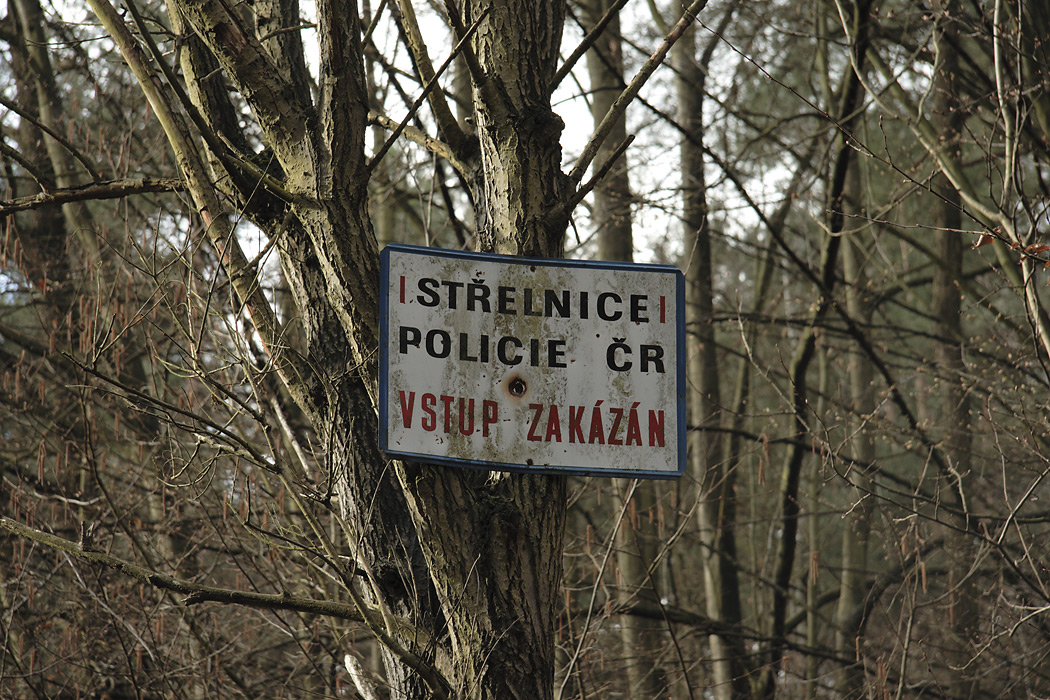 ! STŘELNICE !
POLICIE ČR
VSTUP ZAKÁZÁN